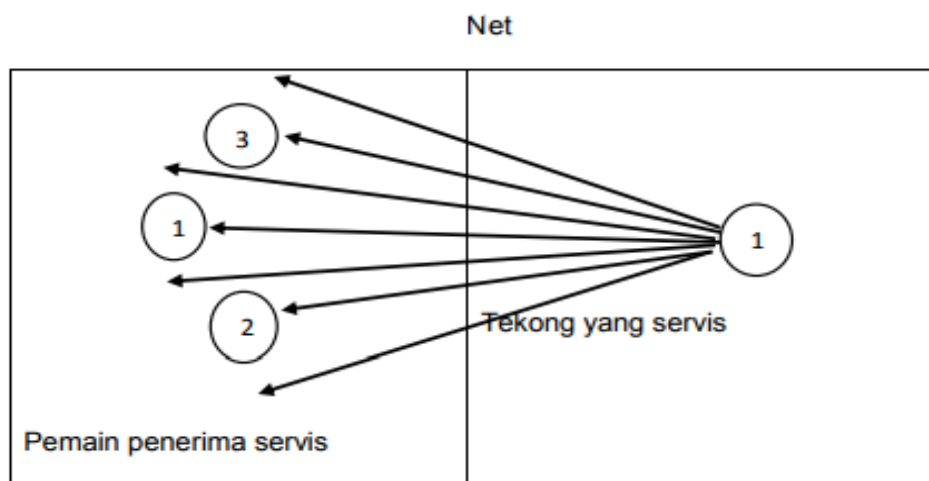 Net
3
1
1
2
Tekong yang servis
Pemain penerima servis